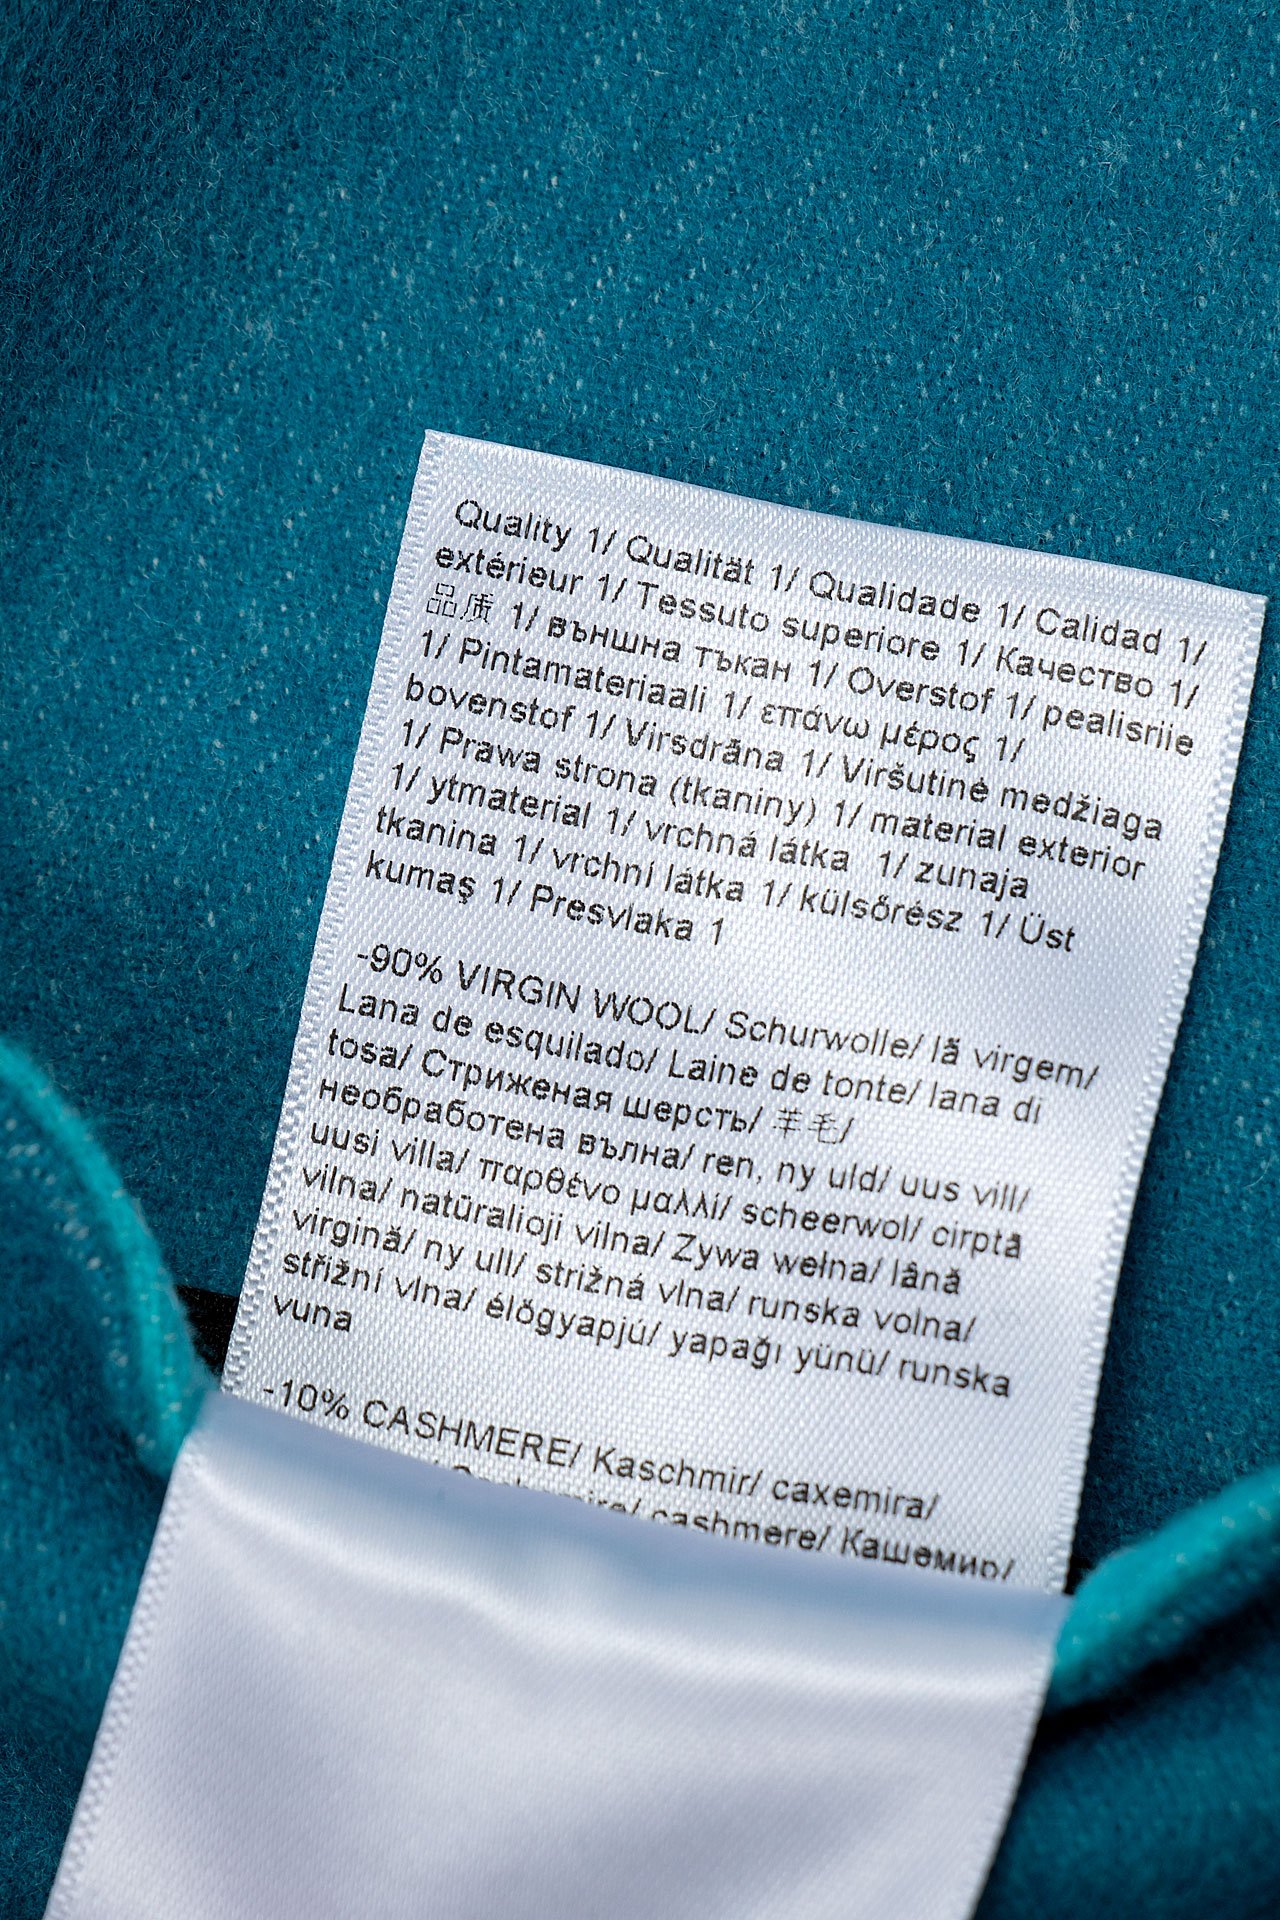 Quality 1/ Qualität 1/ Qualidade 1/ Calidad 1/
extérieur 1/ Tessuto superiore 1/ Качество 1/
品质 1/ външна тъкан 1/ Overstof 1/ pealisriie
1/ Pintamateriaali 1/ επάνω μέρος 1/
bovenstof 1/ Virsdrāna 1/ Viršutinė medžiaga
1/ Prawa strona (tkaniny) 1/ material exterior
1/ ytmaterial 1/ vrchná látka 1/ zunaja
tkanina 1/ vrchní látka 1/ külsőrész 1/ Üst
kumaş 1/ Presvlaka 1
-90% VIRGIN WOOL/ Schurwolle/ lã virgem/
Lana de esquilado/ Laine de tonte/ lana di
tosa/ Стриженая шерсть/ 羊毛/
необработена вълна/ ren, ny uld/ uus vill/
uusi villa/ παρθένο μαλλί/ scheerwol/ cirptā
vilna/ natūralioji vilna/ Żywa wełna/ lână
virgină/ ny ull/ strižná vlna/ runska volna/
střižní vlna/ élőgyapjú/ yapağı yünü/ runska
vuna
-10% CASHMERE/ Kaschmir/ caxemira/
cashmere/ Кашемир/